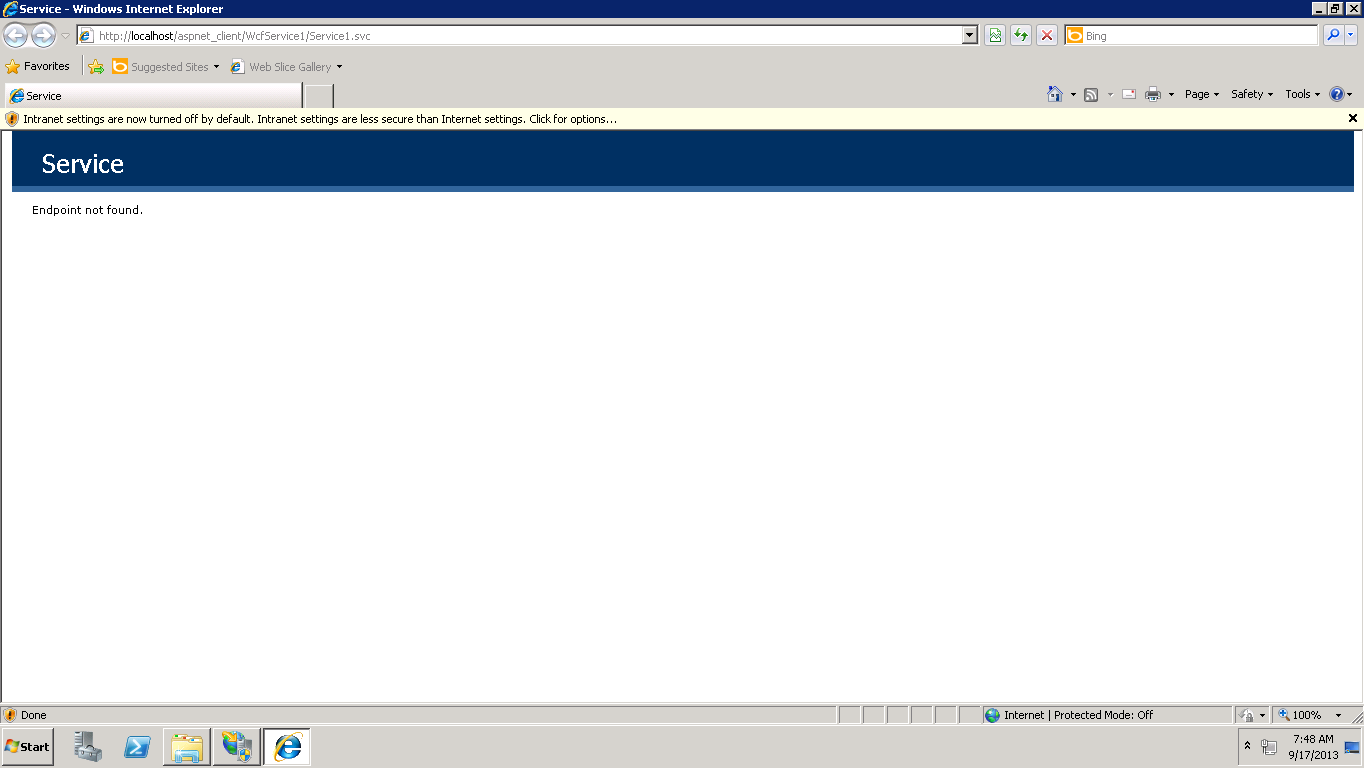 Service - Windows Internet Explorer
http://localhost/aspnet_client/WcfService1/Service1.svc
Bing
Favorites
Suggested Sites
Web Slice Gallery
Service
Page
Safety
Tools
Intranet settings are now turned off by default. Intranet settings are less secure than Internet settings. Click for options...
Service
Endpoint not found.
Done
Internet | Protected Mode: Off
100%
Start
7:48 AM
9/17/2013